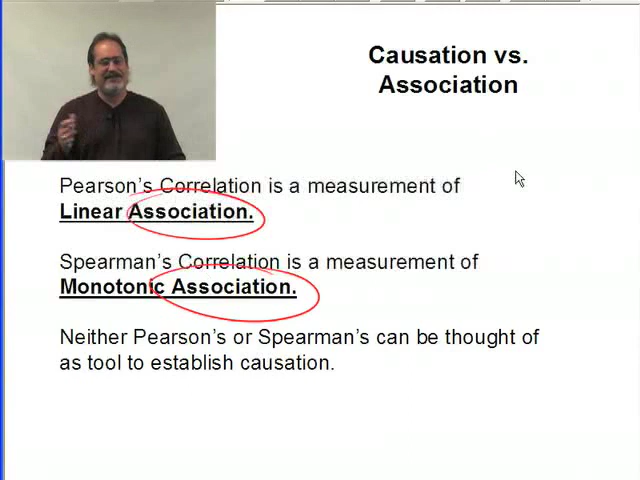 Causation vs.
Association
Pearson's Correlation is a measurement of
Linear Association.
Spearman's Correlation is a measurement of
Monotonic Association.
Neither Pearson's or Spearman's can be thought of
as tool to establish causation.